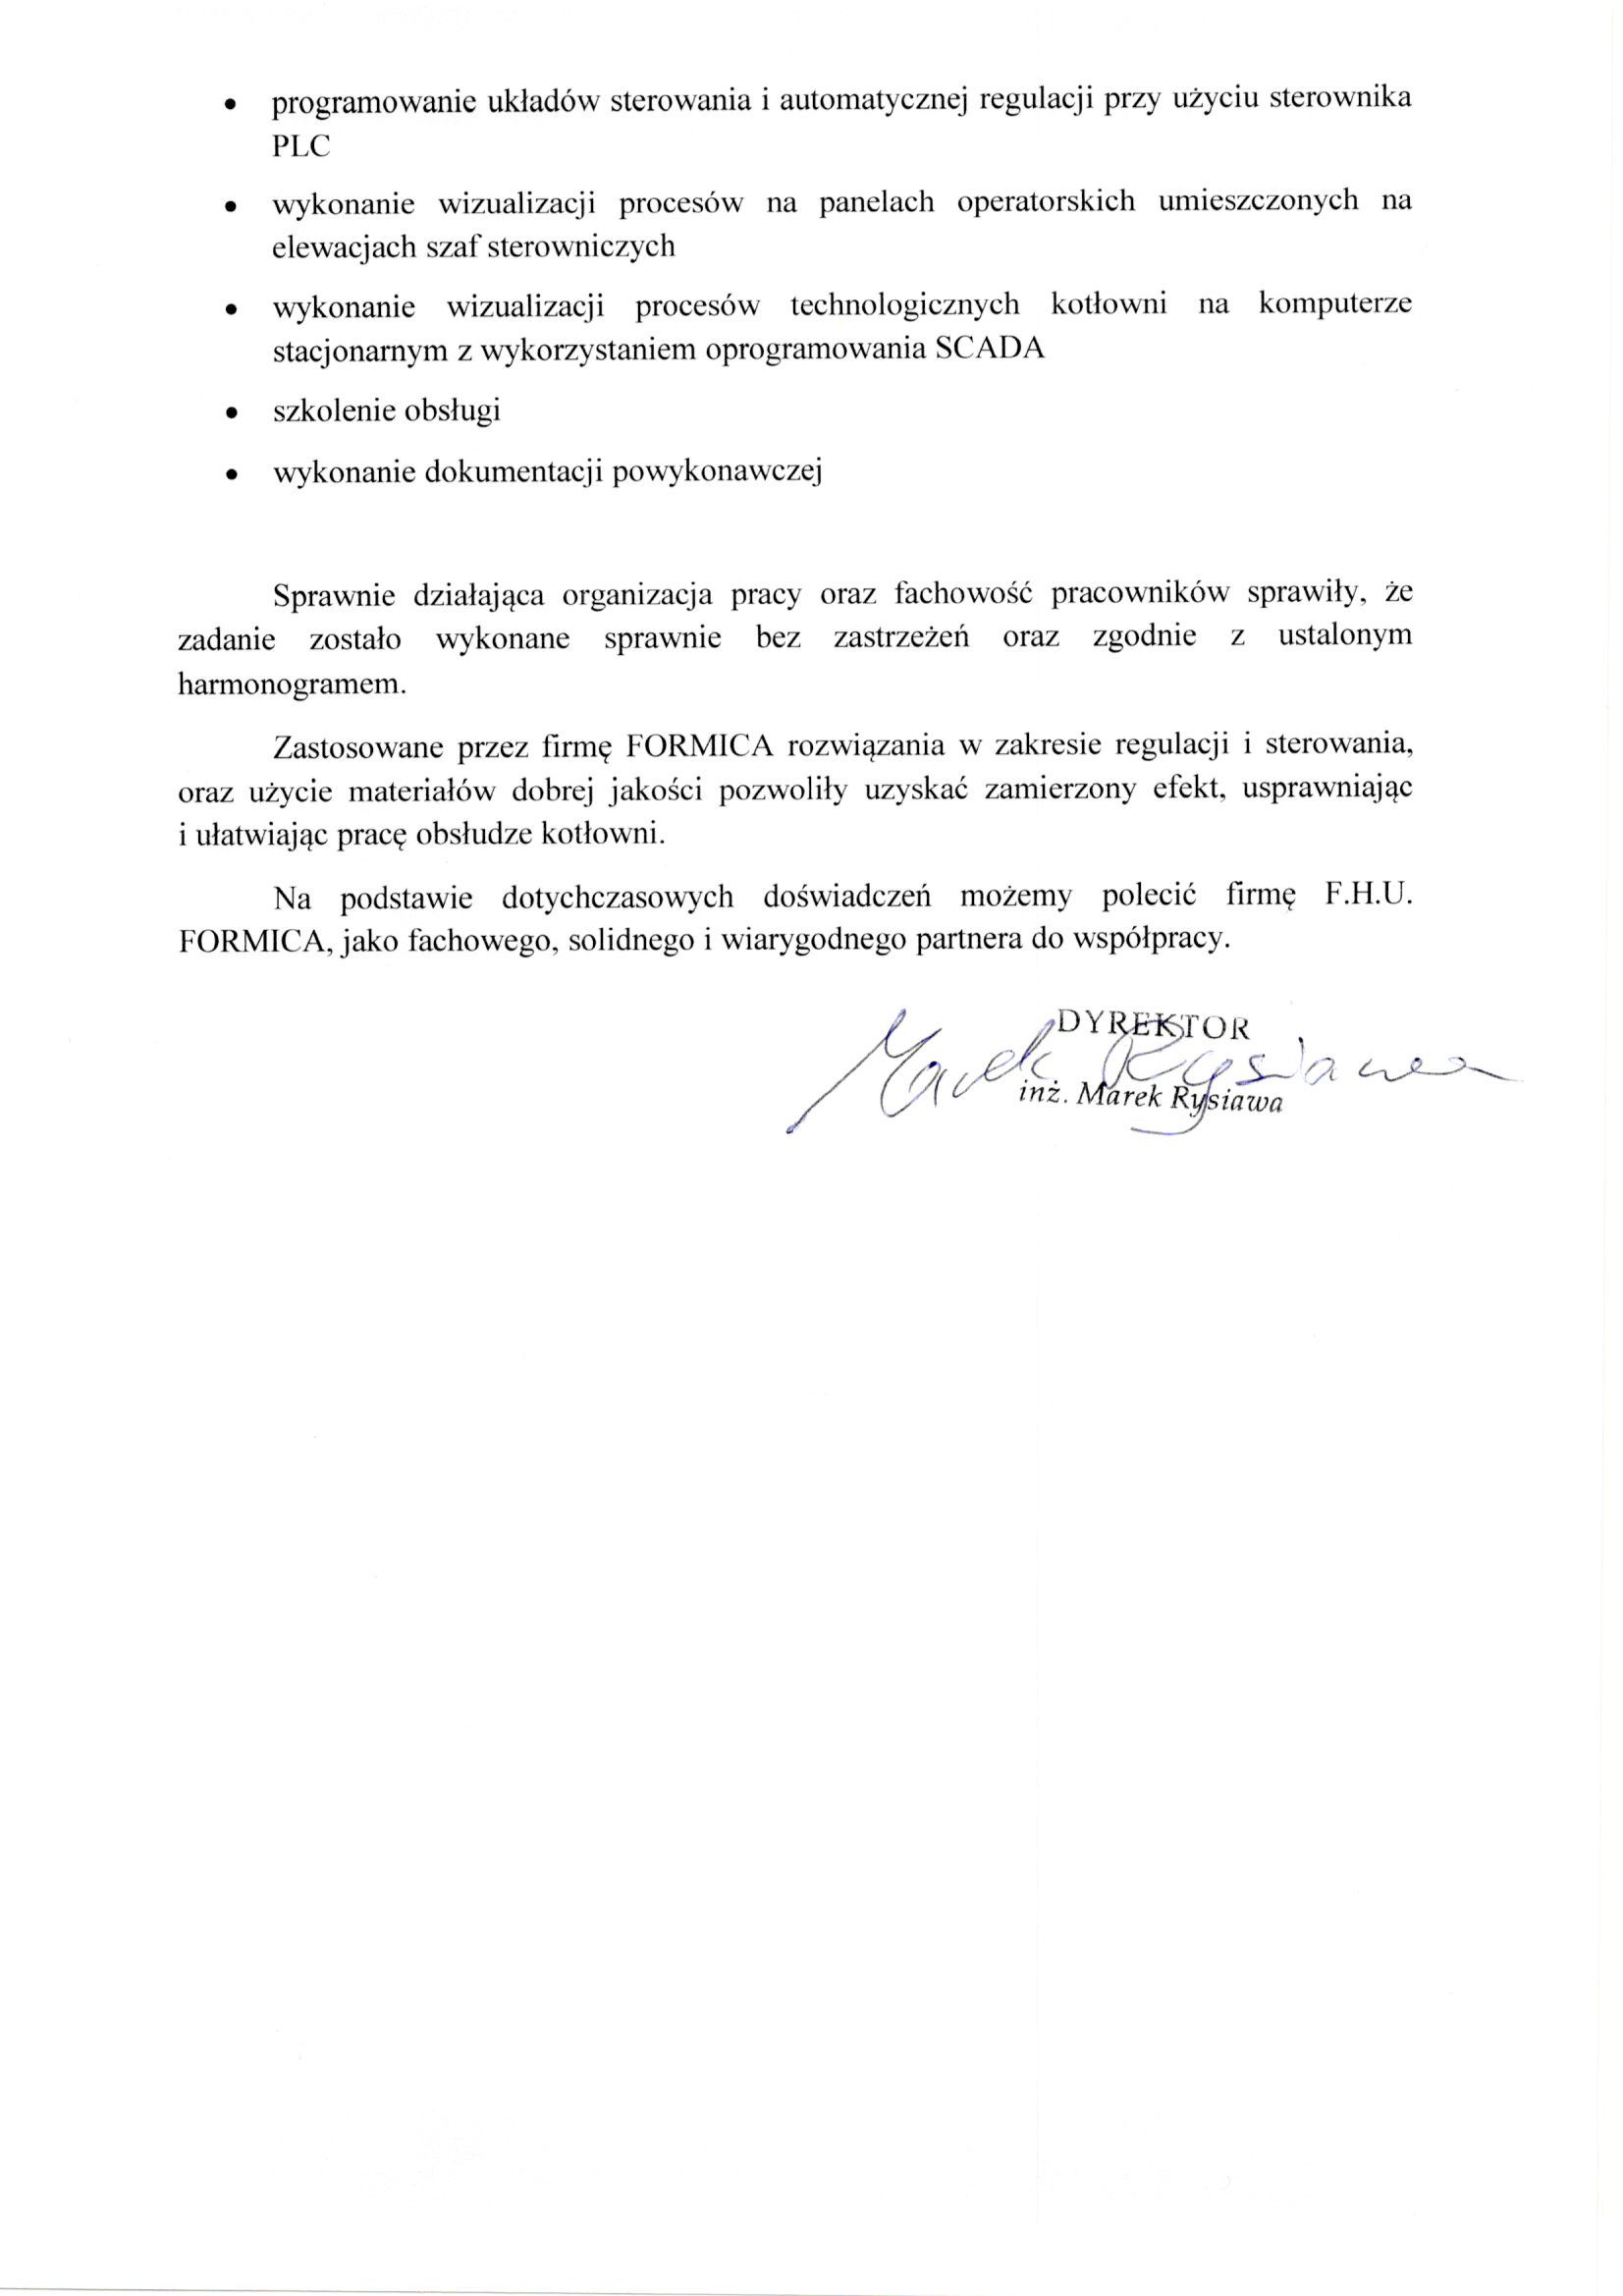 • programowanie układów sterowania i automatycznej regulacji przy użyciu sterownika
PLC
• wykonanie wizualizacji procesów na panelach operatorskich umieszczonych na
elewacjach szaf sterowniczych
• wykonanie wizualizacji procesów technologicznych kotłowni na komputerze
stacjonarnym z wykorzystaniem oprogramowania SCADA
• szkolenie obsługi
• wykonanie dokumentacji powykonawczej
Sprawnie działająca organizacja pracy oraz fachowość pracowników sprawiły, że
zadanie zostało wykonane sprawnie bez zastrzeżeń oraz zgodnie z ustalonym
harmonogramem.
Zastosowane przez firmę FORMICA rozwiązania w zakresie regulacji i sterowania,
oraz użycie materiałów dobrej jakości pozwoliły uzyskać zamierzony efekt, usprawniając
i ułatwiając pracę obsłudze kotłowni.
Na podstawie dotychczasowych doświadczeń możemy polecić firmę F.H.U.
FORMICA, jako fachowego, solidnego i wiarygodnego partnera do współpracy.
DYREKTOR
Marek Rysiawa
inż. Marek Rysiawa